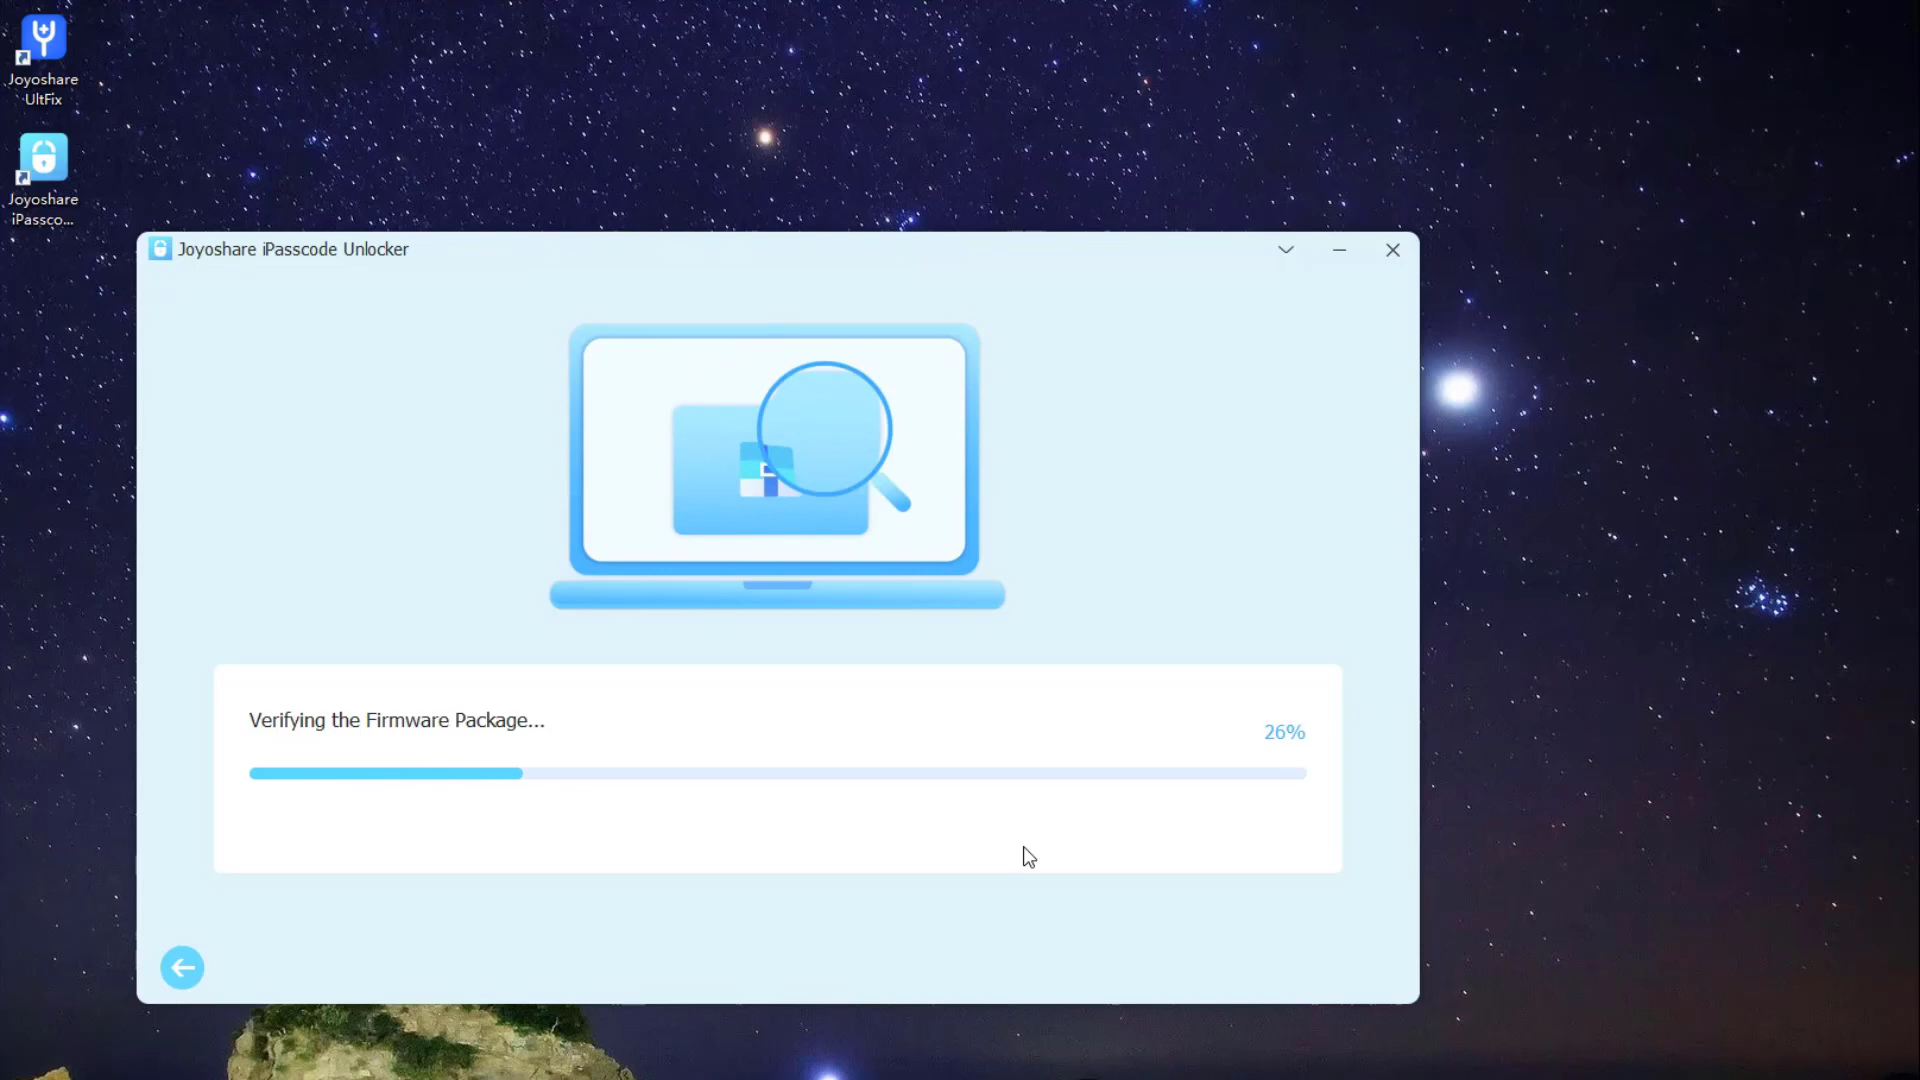 Joyoshare
UltFix
Joyoshare
iPassco...
Joyoshare iPasscode Unlocker
Verifying the Firmware Package...
26%